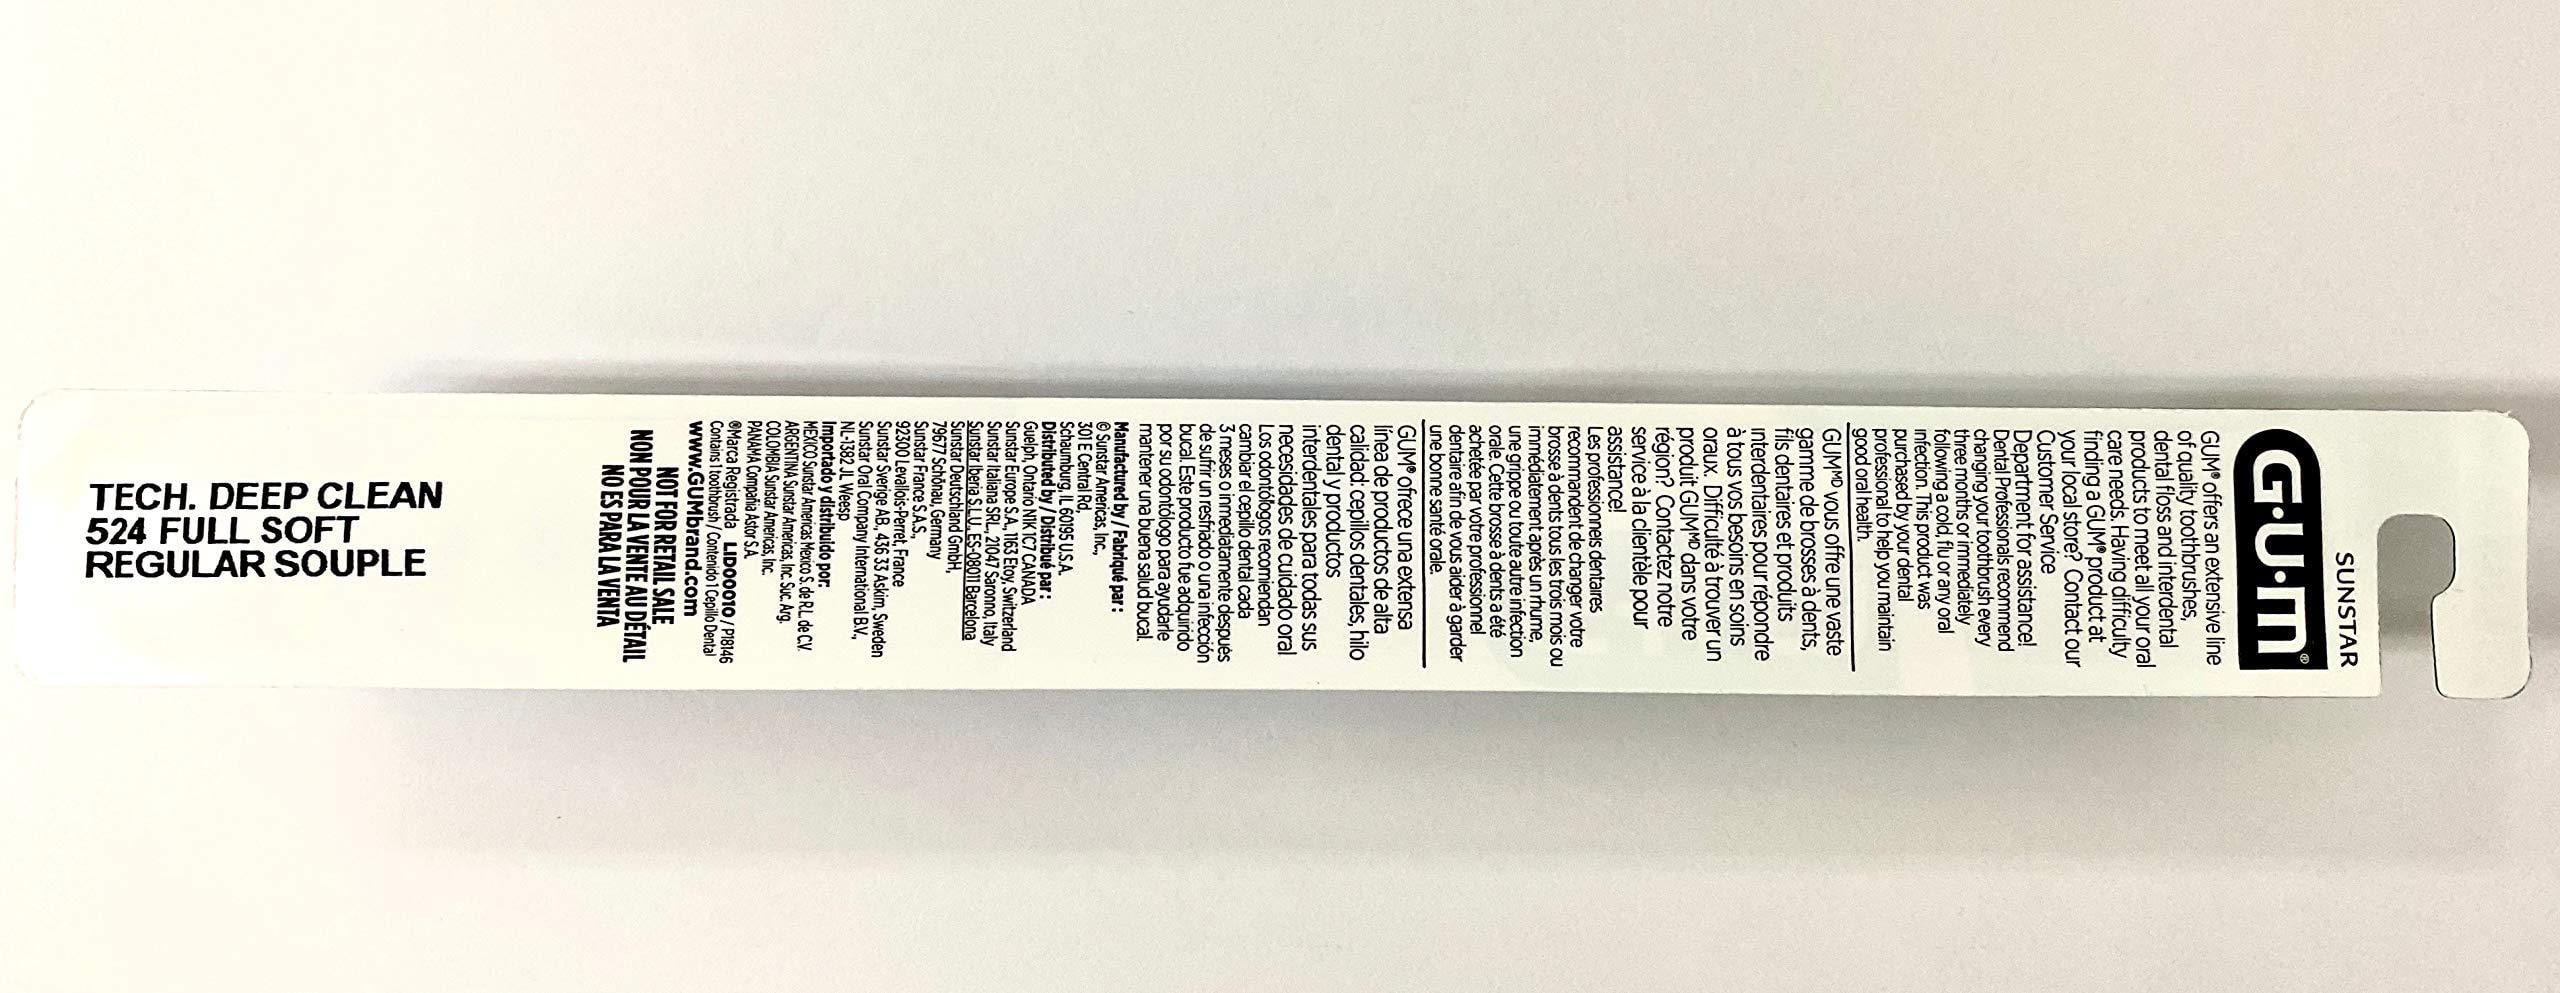 SUNSTAR
G·U·M®
GUM® offers an extensive line
of quality toothbrushes,
dental floss and interdental
products to meet all your oral
care needs. Having difficulty
finding a GUM® product at
your local store? Contact our
Customer Service
Department for assistance!
Dental Professionals recommend
changing your toothbrush every
three months or immediately
following a cold, flu or any oral
infection. This product was
purchased by your dental
professional to help you maintain
good oral health.
GUM MD vous offre une vaste
gamme de brosses à dents,
fils dentaires et produits
interdentaires pour répondre
à tous vos besoins en soins
oraux. Difficulté à trouver un
produit GUM MD dans votre
région? Contactez notre
service à la clientèle pour
assistance!
Les professionnels dentaires
recommandent de changer votre
brosse à dents tous les trois mois ou
immédiatement après un rhume,
une grippe ou toute autre infection
orale. Cette brosse à dents a été
achetée par votre professionnel
dentaire afin de vous aider à garder
une bonne santé orale.
GUM® ofrece una extensa
línea de productos de alta
calidad: cepillos dentales, hilo
dental y productos
interdentales para todas sus
necesidades de cuidado oral
Los odontólogos recomiendan
cambiar el cepillo dental cada
3 meses o inmediatamente después
de sufrir un resfriado o una infección
bucal. Este producto fue adquirido
por su odontólogo para ayudarle
mantener una buena salud bucal.
Manufactured by / Fabriqué par :
© Sunstar Americas, Inc.,
301 E Central Rd,
Schaumburg, IL 60195 U.S.A.
Distributed by / Distribué par :
Guelph, Ontario N1K 1C7 CANADA
Sunstar Europe S.A., 1163 Etoy, Switzerland
Sunstar Italiana SRL, 21047 Saronno, Italy
Sunstar Iberia S.L.U., ES-08011 Barcelona
Sunstar Deutschland GmbH,
79677 Schönau, Germany
Sunstar France S.A.S.,
92300 Levallois-Perret, France
Sunstar Sverige AB, 436 33 Askim, Sweden
Sunstar Oral Company International B.V.,
NL-1382 JL Weesp
Importado y distribuido por:
MEXICO Sunstar Americas Mexico S. de R.L. de C.V.
ARGENTINA Sunstar Americas, Inc. Suc. Arg.
COLOMBIA Sunstar Americas, Inc.
PANAMA Compañia Astor S.A.
®Marca Registrada LID0001O / P18146
Contains 1 toothbrush / Contenido 1 Cepillo Dental
www.GUMbrand.com
NOT FOR RETAIL SALE
NON POUR LA VENTE AU DÉTAIL
NO ES PARA LA VENTA
TECH. DEEP CLEAN
524 FULL SOFT
REGULAR SOUPLE